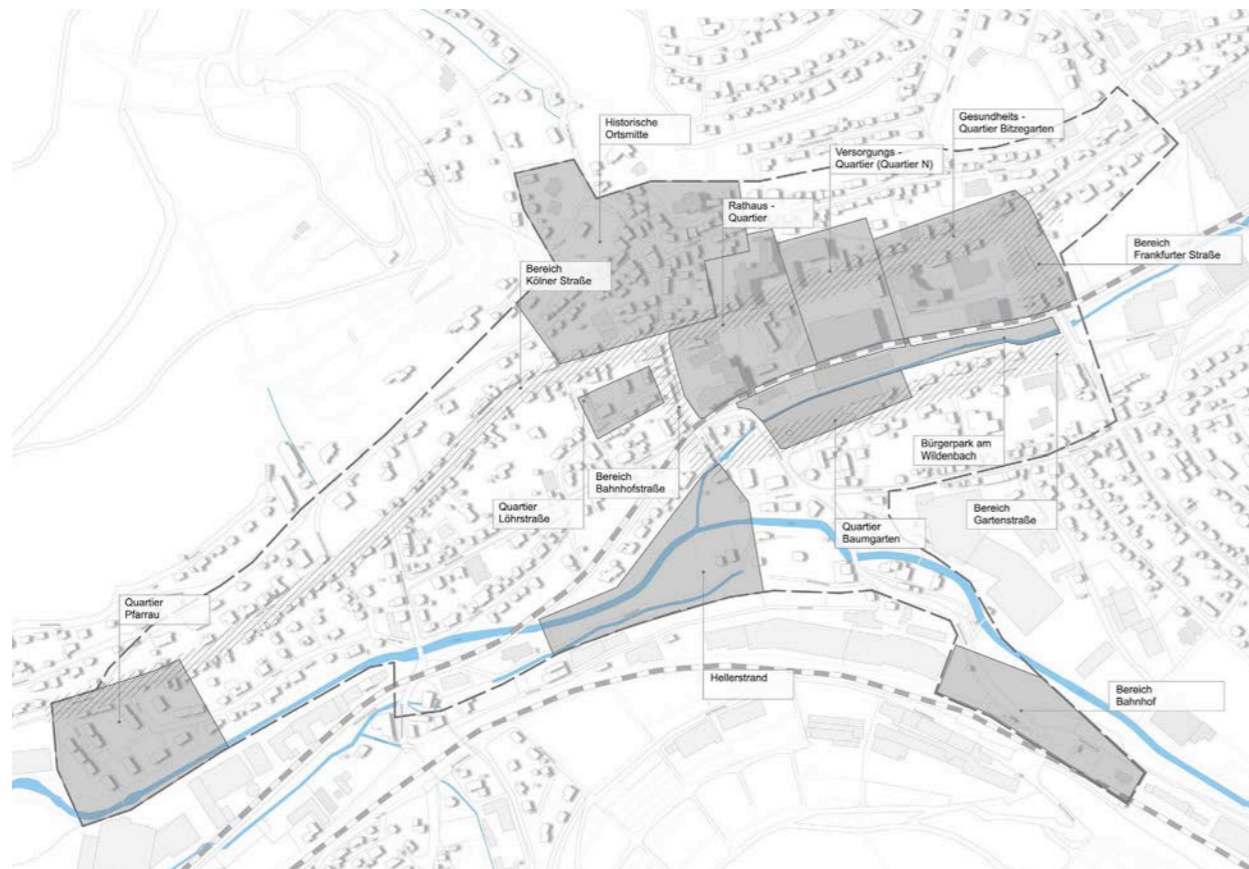 Historische
Ortsmitte
Gesundheits -
Quartier Bitzegarten
Versorgungs -
Quartier (Quartier N)
Rathaus -
Quartier
Bereich
Frankfurter Straße
Bereich
Kölner Straße
Bürgerpark am
Wildenbach
Bereich
Bahnhofstraße
Quartier
Löhrstraße
Bereich
Gartenstraße
Quartier
Baumgarten
Quartier
Pfarrau
Hellerstrand
Bereich
Bahnhof